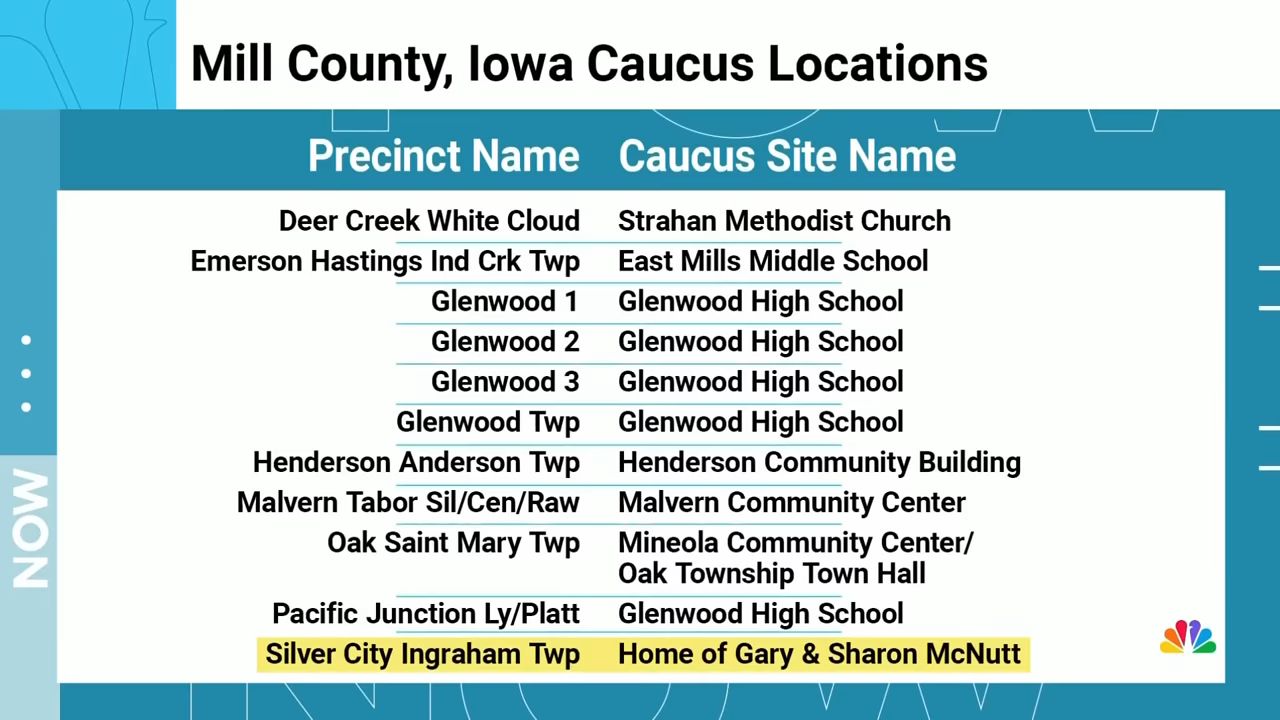 Mill County, Iowa Caucus Locations
Precinct Name Caucus Site Name
Deer Creek White Cloud Strahan Methodist Church
Emerson Hastings Ind Crk Twp East Mills Middle School
Glenwood 1 Glenwood High School
Glenwood 2 Glenwood High School
Glenwood 3 Glenwood High School
Glenwood Twp Glenwood High School
Henderson Anderson Twp Henderson Community Building
Malvern Tabor Sil/Cen/Raw Malvern Community Center
Oak Saint Mary Twp Mineola Community Center/
Oak Township Town Hall
Pacific Junction Ly/Platt Glenwood High School
Silver City Ingraham Twp Home of Gary & Sharon McNutt
NOW
NOW